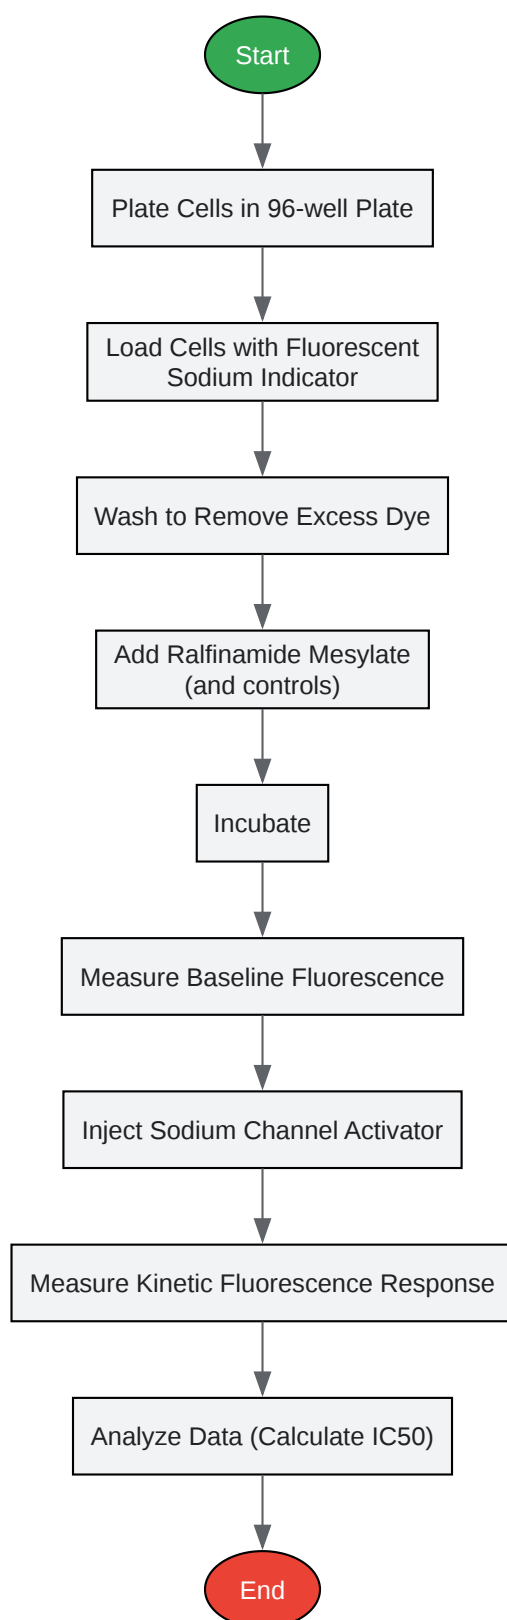 Start
Plate Cells in 96-well Plate
Load Cells with Fluorescent
Sodium Indicator
Wash to Remove Excess Dye
Add Ralfinamide Mesylate
(and controls)
Incubate
Measure Baseline Fluorescence
Inject Sodium Channel Activator
Measure Kinetic Fluorescence Response
Analyze Data (Calculate IC50)
End